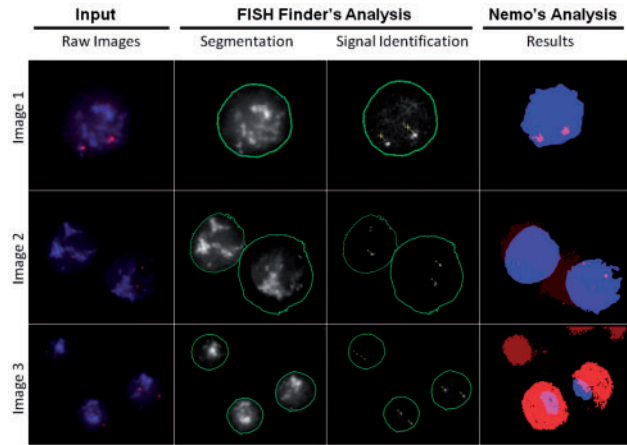 Input FISH Finder's Analysis Nemo's Analysis
Raw Images Segmentation Signal Identification Results
Image 1
Image 2
Image 3